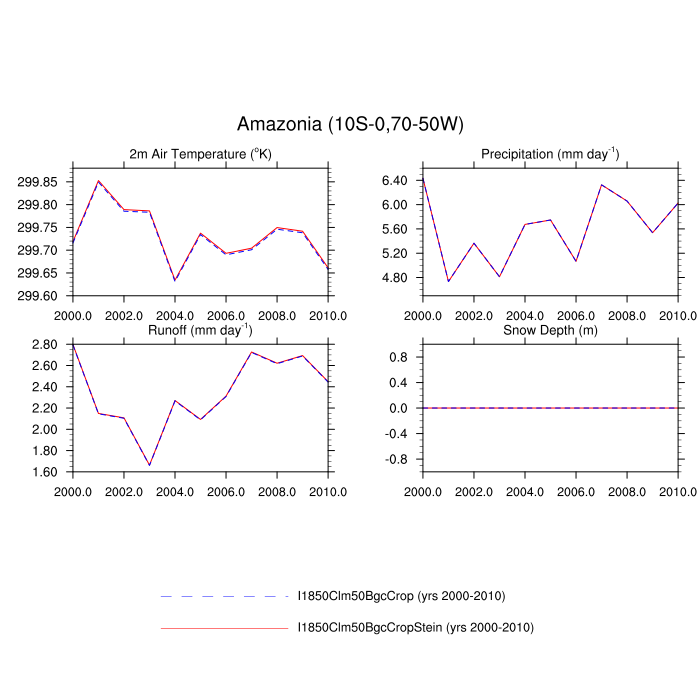 Amazonia (10S-0,70-50W)
2m Air Temperature (°K)
299.85
299.80
299.75
299.70
299.65
299.60
2000.0 2002.0 2004.0 2006.0 2008.0 2010.0
Precipitation (mm day⁻¹)
6.40
6.00
5.60
5.20
4.80
2000.0 2002.0 2004.0 2006.0 2008.0 2010.0
Runoff (mm day⁻¹)
2.80
2.60
2.40
2.20
2.00
1.80
1.60
2000.0 2002.0 2004.0 2006.0 2008.0 2010.0
Snow Depth (m)
0.8
0.4
0.0
-0.4
-0.8
2000.0 2002.0 2004.0 2006.0 2008.0 2010.0
I1850Clm50BgcCrop (yrs 2000-2010)
I1850Clm50BgcCropStein (yrs 2000-2010)